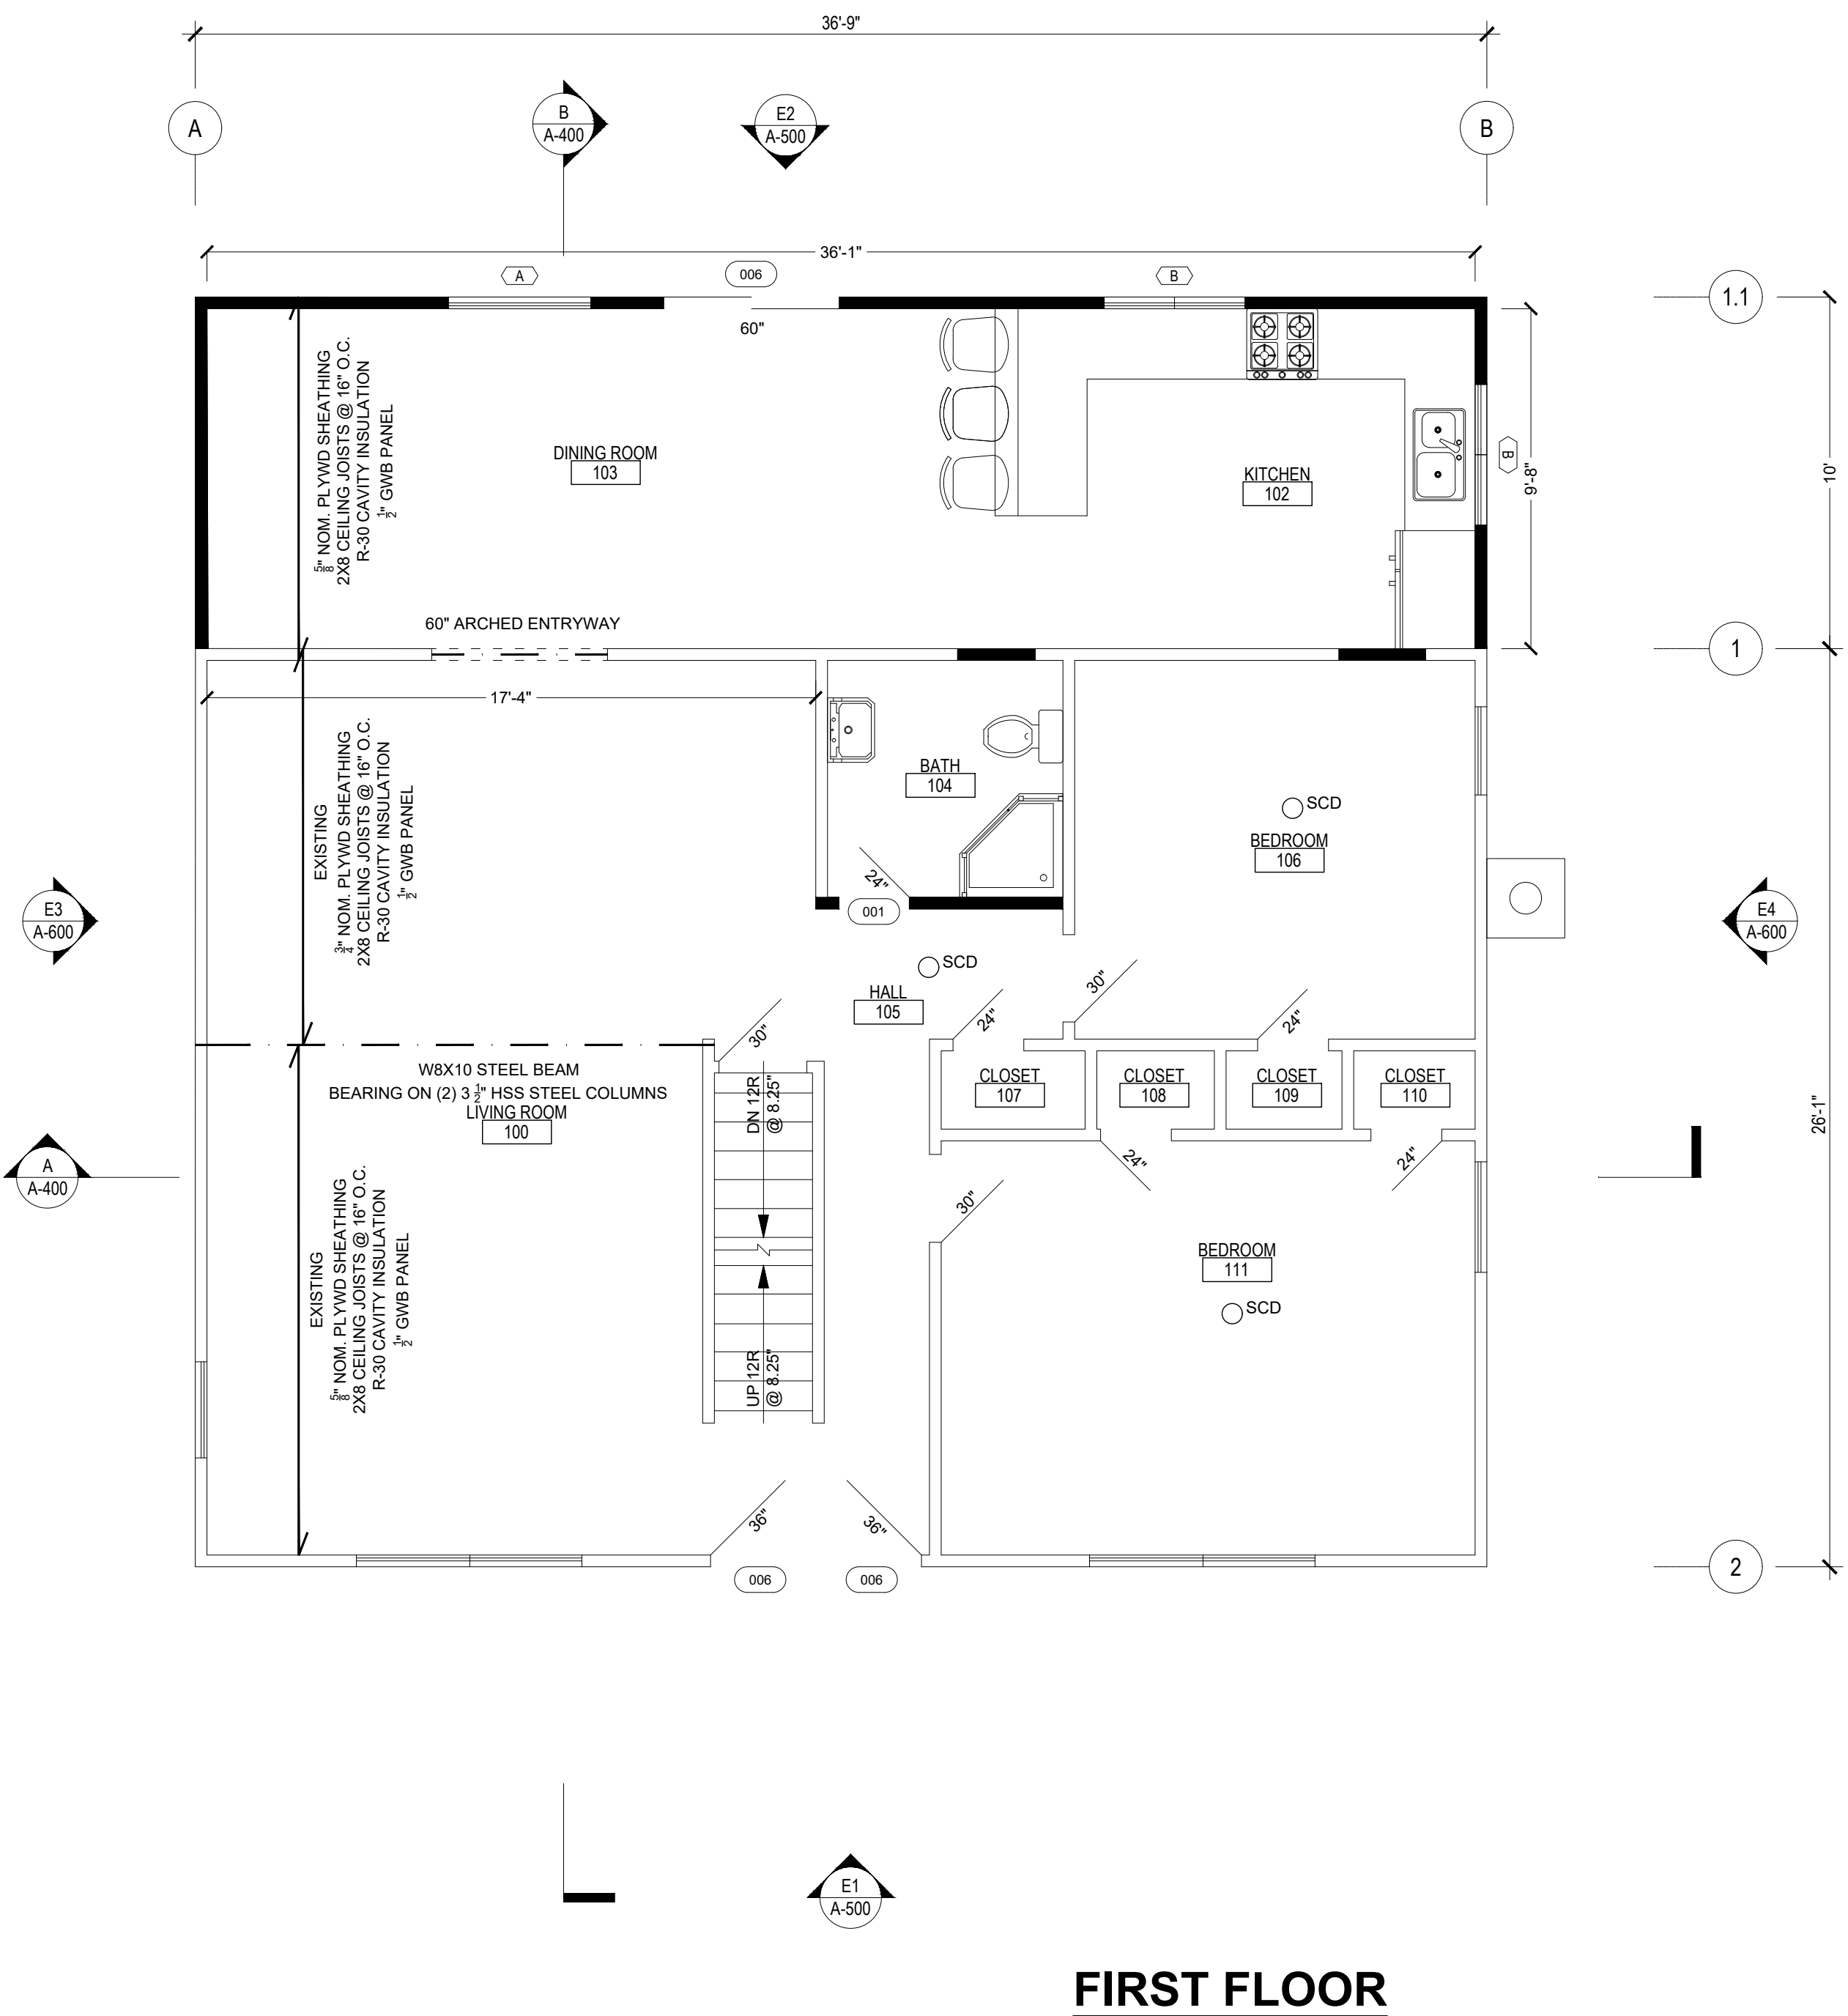 36'-9"
A
B
A-400
E2
A-500
B
36'-1"
A
006
B
1.1
60"
⅝" NOM. PLYWD SHEATHING
2X8 CEILING JOISTS @ 16" O.C.
R-30 CAVITY INSULATION
½" GWB PANEL
DINING ROOM
103
KITCHEN
102
B
9'-8"
10'
60" ARCHED ENTRYWAY
1
17'-4"
EXISTING
¾" NOM. PLYWD SHEATHING
2X8 CEILING JOISTS @ 16" O.C.
R-30 CAVITY INSULATION
½" GWB PANEL
BATH
104
SCD
BEDROOM
106
24"
001
E3
A-600
E4
A-600
SCD
HALL
105
30"
24"
24"
30"
W8X10 STEEL BEAM
BEARING ON (2) 3 ½" HSS STEEL COLUMNS
LIVING ROOM
100
DN 12R
@ 8.25"
CLOSET
107
CLOSET
108
CLOSET
109
CLOSET
110
26'-1"
24"
24"
A
A-400
30"
EXISTING
⅝" NOM. PLYWD SHEATHING
2X8 CEILING JOISTS @ 16" O.C.
R-30 CAVITY INSULATION
½" GWB PANEL
BEDROOM
111
SCD
UP 12R
@ 8.25"
36"
36"
006
006
2
E1
A-500
FIRST FLOOR